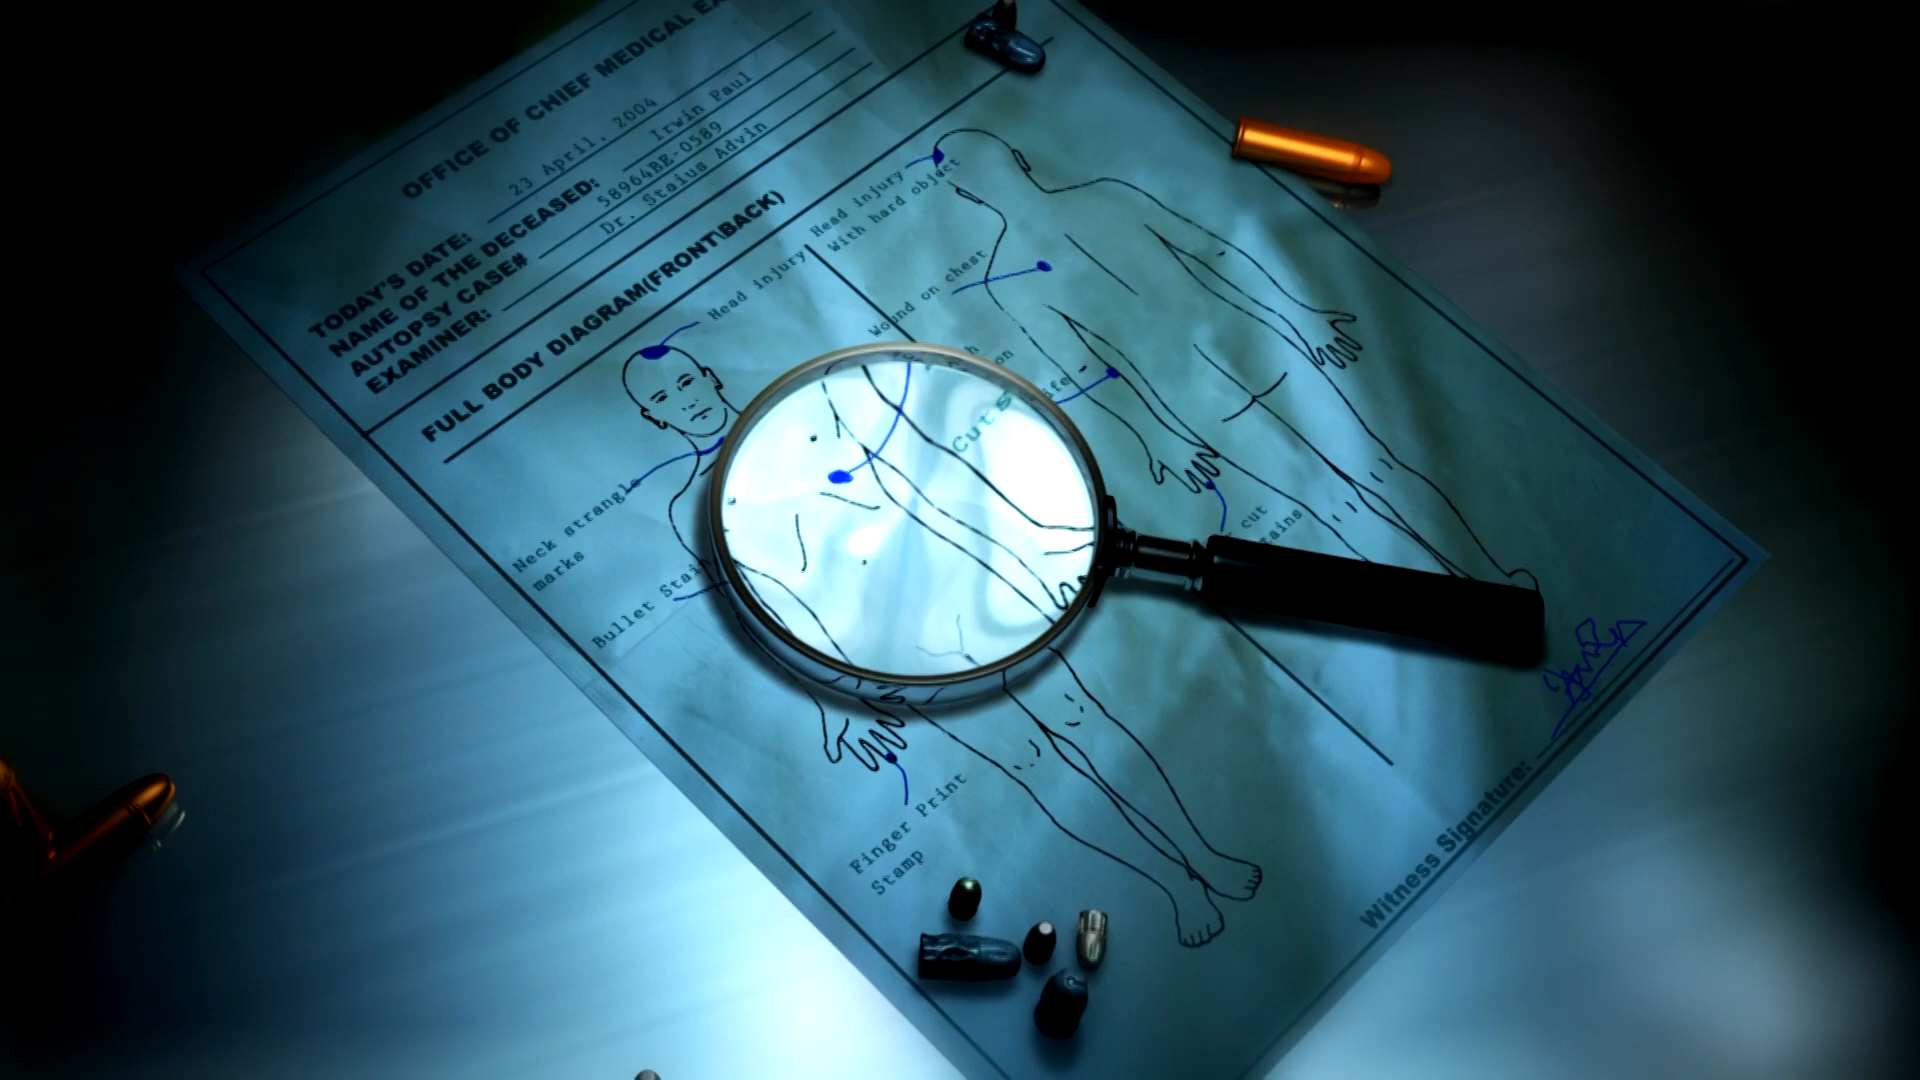 OFFICE OF CHIEF MEDICAL
TODAY'S DATE: 23 April, 2004
NAME OF THE DECEASED: Irwin Paul
AUTOPSY CASE# 58964BE-0589
EXAMINER: Dr. Staius Advin
FULL BODY DIAGRAM(FRONT\BACK)
Head injury
Neck strangle
marks
Bullet Stain
Finger Print
Stamp
Head injury
With hard object
Wound on chest
Cuts
cut
Witness Signature: